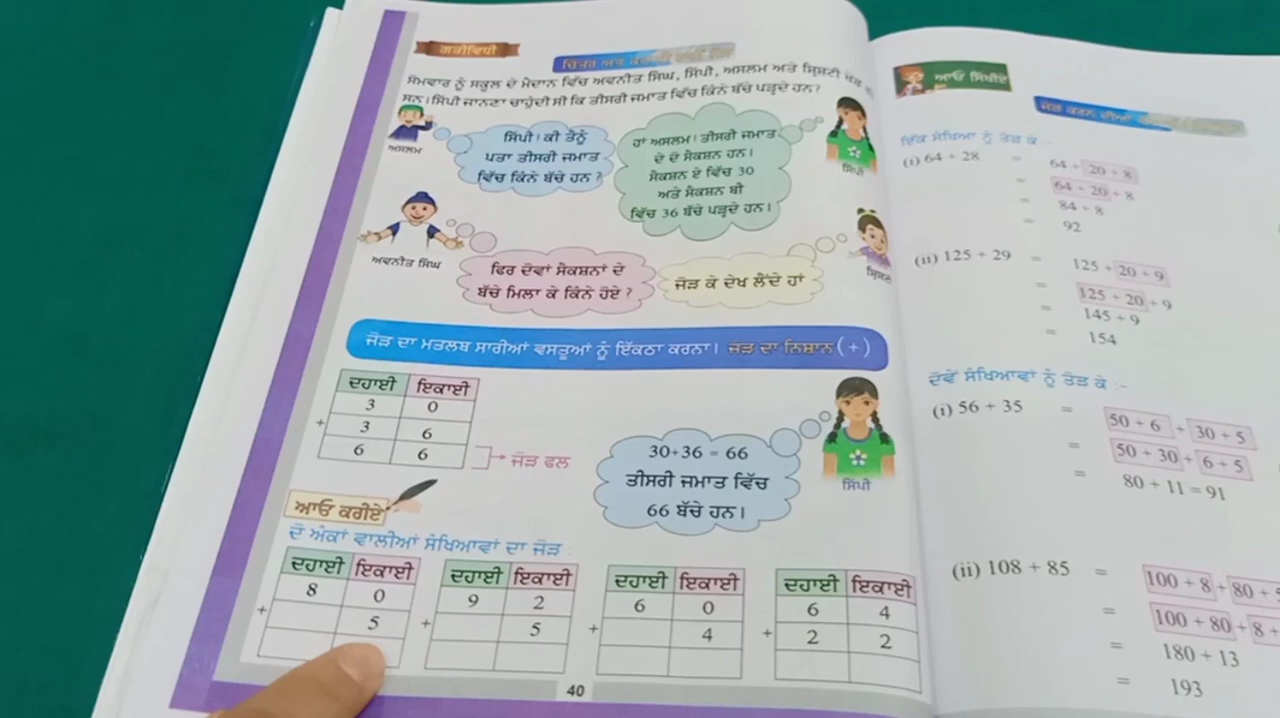 ਗਤੀਵਿਧੀ
ਸੋਮਵਾਰ ਨੂੰ ਸਕੂਲ ਦੇ ਮੈਦਾਨ ਵਿੱਚ ਅਵਨੀਤ ਸਿੰਘ, ਸਿੱਪੀ, ਅਸਲਮ ਅਤੇ ਸ੍ਰਿਸ਼ਟੀ
ਸਨ। ਸਿੱਪੀ ਜਾਨਣਾ ਚਾਹੁੰਦੀ ਸੀ ਕਿ ਤੀਸਰੀ ਜਮਾਤ ਵਿੱਚ ਕਿੰਨੇ ਬੱਚੇ ਪੜ੍ਹਦੇ ਹਨ?
ਅਸਲਮ
ਸਿੱਪੀ! ਕੀ ਤੈਨੂੰ
ਪਤਾ ਤੀਸਰੀ ਜਮਾਤ
ਵਿੱਚ ਕਿੰਨੇ ਬੱਚੇ ਹਨ?
ਹਾਂ ਅਸਲਮ! ਤੀਸਰੀ ਜਮਾਤ
ਦੇ ਦੋ ਸੈਕਸ਼ਨ ਹਨ।
ਸੈਕਸ਼ਨ ਏ ਵਿੱਚ 30
ਅਤੇ ਸੈਕਸ਼ਨ ਬੀ
ਵਿੱਚ 36 ਬੱਚੇ ਪੜ੍ਹਦੇ ਹਨ।
ਸਿੱਪੀ
ਅਵਨੀਤ ਸਿੰਘ
ਫਿਰ ਦੋਵਾਂ ਸੈਕਸ਼ਨਾਂ ਦੇ
ਬੱਚੇ ਮਿਲਾ ਕੇ ਕਿੰਨੇ ਹੋਏ?
ਜੋੜ ਕੇ ਦੇਖ ਲੈਂਦੇ ਹਾਂ
ਜੋੜ ਦਾ ਮਤਲਬ ਸਾਰੀਆਂ ਵਸਤੂਆਂ ਨੂੰ ਇੱਕਠਾ ਕਰਨਾ। ਜੋੜ ਦਾ ਨਿਸ਼ਾਨ (+)
ਦਹਾਈ ਇਕਾਈ
3 0
+ 3 6
6 6 ਜੋੜ ਫਲ
30+36 = 66
ਤੀਸਰੀ ਜਮਾਤ ਵਿੱਚ
66 ਬੱਚੇ ਹਨ।
ਸਿੱਪੀ
ਆਓ ਕਰੀਏ
ਦੋ ਅੰਕਾਂ ਵਾਲੀਆਂ ਸੰਖਿਆਵਾਂ ਦਾ ਜੋੜ :
ਦਹਾਈ ਇਕਾਈ
8 0
+ 5
ਦਹਾਈ ਇਕਾਈ
9 2
+ 5
ਦਹਾਈ ਇਕਾਈ
6 0
+ 4
ਦਹਾਈ ਇਕਾਈ
6 4
+ 2 2
40
ਆਓ ਸਿੱਖੀਏ
ਜੋੜ ਕਰਨ ਦੀਆਂ
ਇੱਕ ਸੰਖਿਆ ਨੂੰ ਤੋੜ ਕੇ :-
(i) 64 + 28 = 64 + 20 + 8
= 64 + 20 + 8
= 84 + 8
= 92
(ii) 125 + 29 = 125 + 20 + 9
= 125 + 20 + 9
= 145 + 9
= 154
ਦੋਵੇਂ ਸੰਖਿਆਵਾਂ ਨੂੰ ਤੋੜ ਕੇ :-
(i) 56 + 35 = 50 + 6 + 30 + 5
= 50 + 30 + 6 + 5
= 80 + 11 = 91
(ii) 108 + 85 = 100 + 8 + 80 +
= 100 + 80 + 8 +
= 180 + 13
= 193